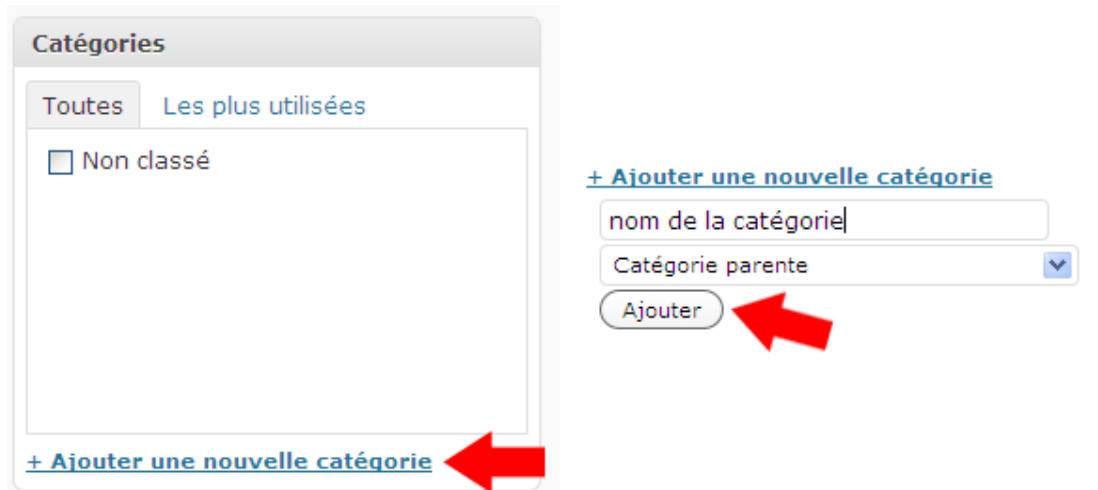 Catégories
Toutes Les plus utilisées
Non classé
+ Ajouter une nouvelle catégorie
+ Ajouter une nouvelle catégorie
nom de la catégorie
Catégorie parente
Ajouter